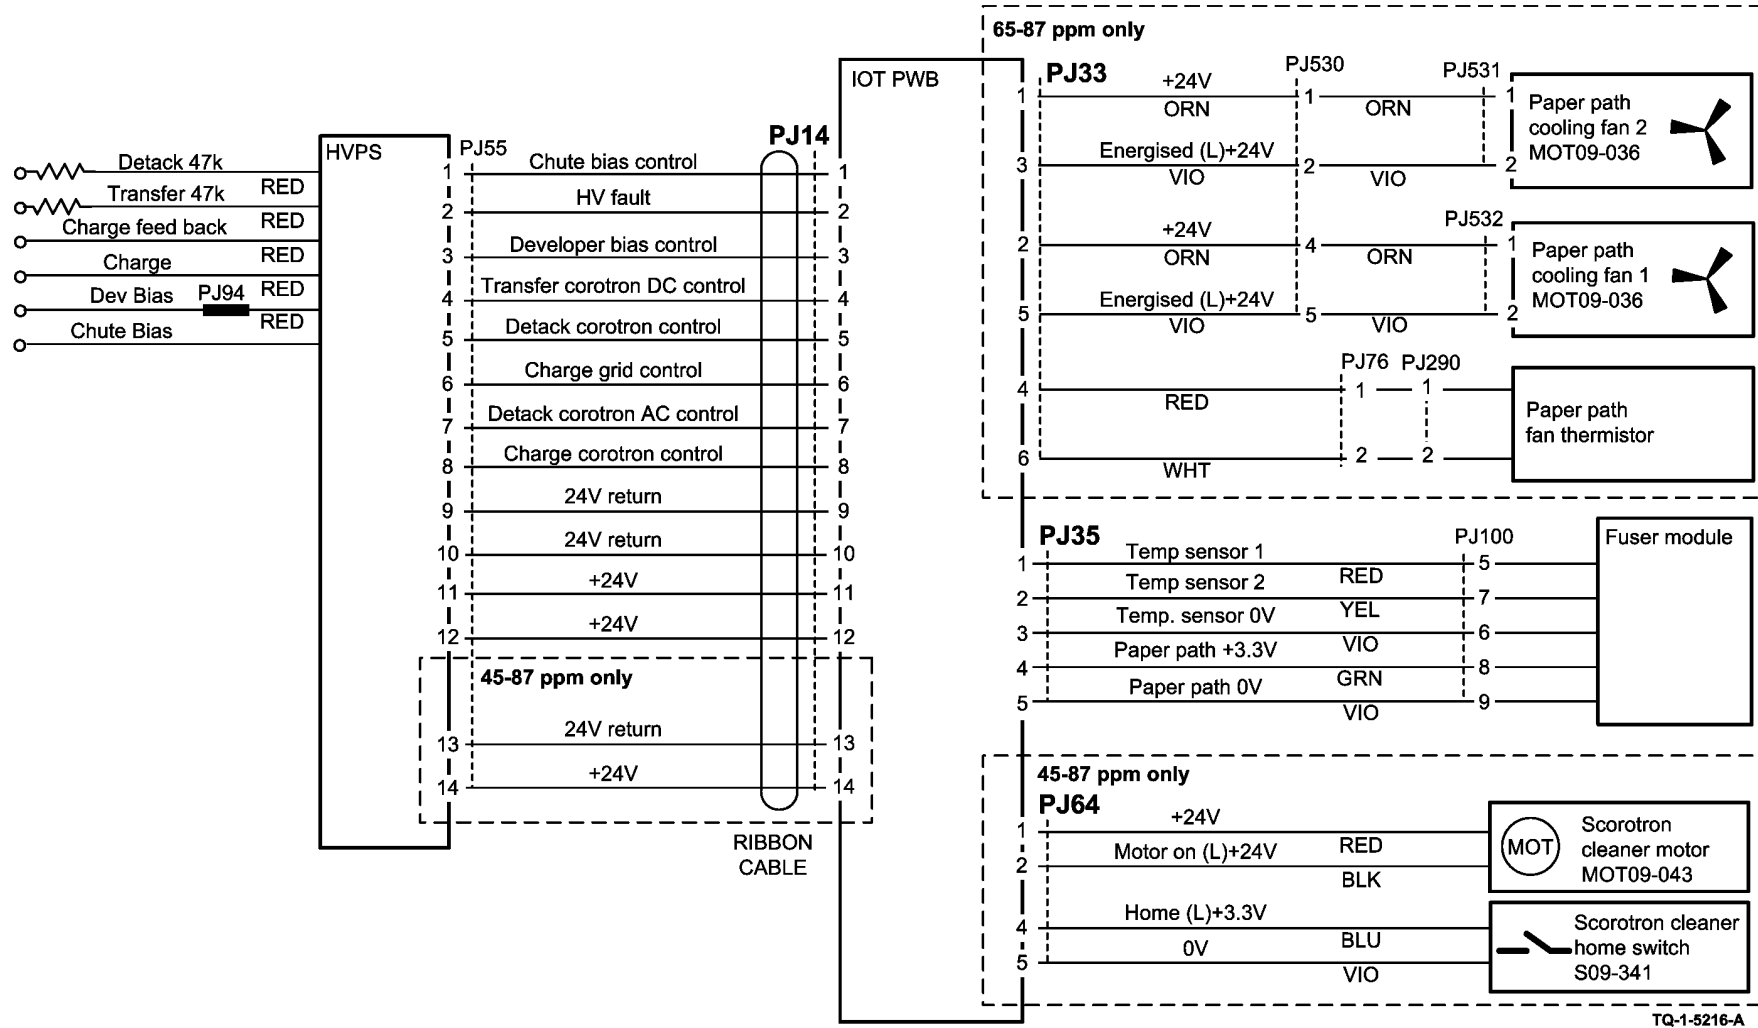 65-87 ppm only
IOT PWB
PJ33
+24V
ORN
PJ530
PJ531
1
1
ORN
1
Paper path
cooling fan 2
MOT09-036
3
Energised (L)+24V
VIO
2
VIO
2
2
+24V
ORN
4
ORN
PJ532
1
Paper path
cooling fan 1
MOT09-036
5
Energised (L)+24V
VIO
5
VIO
2
4
RED
PJ76
PJ290
1
1
6
WHT
2
2
Paper path
fan thermistor
HVPS
PJ55
PJ14
Detack 47k
RED
Transfer 47k
RED
Charge feed back
RED
Charge
RED
Dev Bias
PJ94
RED
Chute Bias
1
Chute bias control
1
2
HV fault
2
3
Developer bias control
3
4
Transfer corotron DC control
4
5
Detack corotron control
5
6
Charge grid control
6
7
Detack corotron AC control
7
8
Charge corotron control
8
9
24V return
9
10
24V return
10
11
+24V
11
12
+24V
12
45-87 ppm only
13
24V return
13
14
+24V
14
RIBBON
CABLE
PJ35
PJ100
Fuser module
1
Temp sensor 1
RED
5
2
Temp sensor 2
YEL
7
3
Temp. sensor 0V
VIO
6
4
Paper path +3.3V
GRN
8
5
Paper path 0V
VIO
9
45-87 ppm only
PJ64
1
+24V
RED
2
Motor on (L)+24V
BLK
MOT
Scorotron
cleaner motor
MOT09-043
4
Home (L)+3.3V
BLU
5
0V
VIO
Scorotron cleaner
home switch
S09-341
TQ-1-5216-A